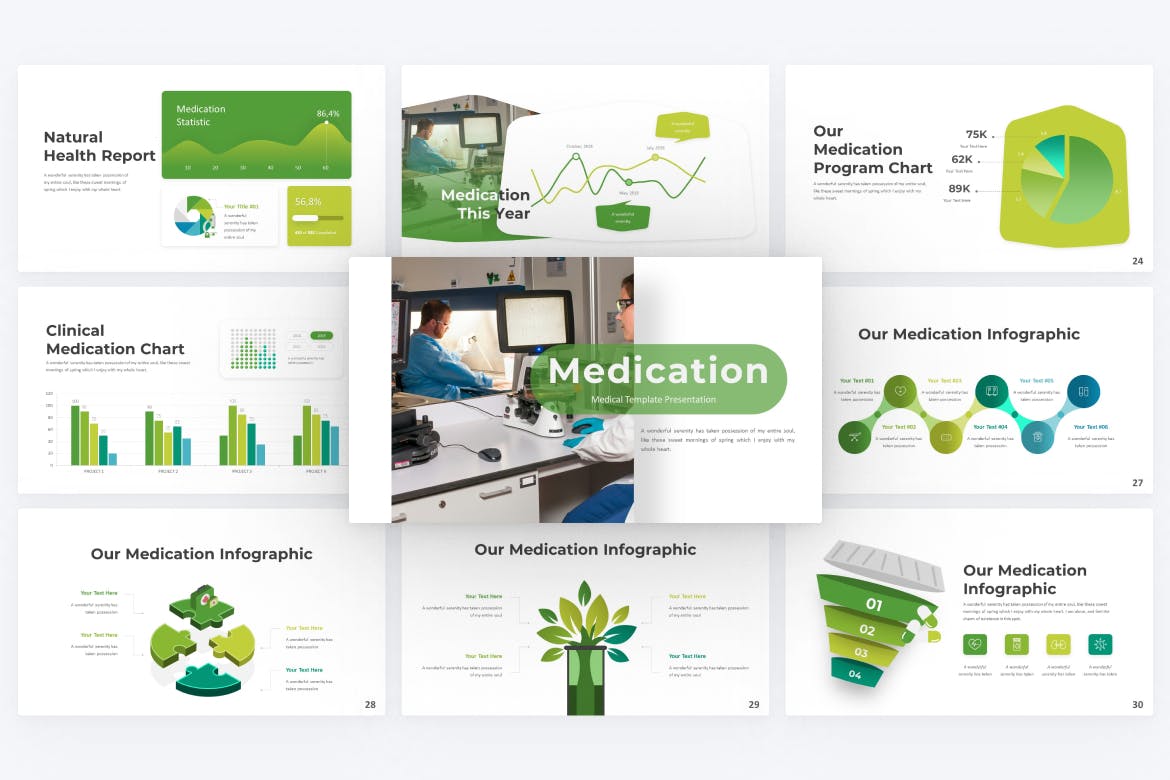 Natural
Health Report
A wonderful serenity has taken possession of
my entire soul, like these sweet mornings of
spring which I enjoy with my whole heart.
Medication
Statistic
86,4%
10
20
30
40
50
60
Your Title #01
A wonderful
serenity has taken
possession of my
entire soul
56,8%
Medication
This Year
October, 2018
July 2018
May, 2018
A wonderful
serenity
A wonderful
serenity
Our
Medication
Program Chart
A wonderful serenity has taken possession of my entire soul,
like these sweet mornings of spring which I enjoy with my
whole heart.
75K
Your Text Here
62K
Your Text Here
89K
Your Text Here
24
Clinical
Medication Chart
A wonderful serenity has taken possession of my entire soul, like these sweet
mornings of spring which I enjoy with my whole heart.
120
100
80
60
40
20
0
PROJECT 1
PROJECT 2
PROJECT 3
PROJECT 4
Medication
Medical Template Presentation
A wonderful serenity has taken possession of my entire soul,
like these sweet mornings of spring which I enjoy with my
whole heart.
Our Medication Infographic
Your Text #01
A wonderful serenity has
taken possession
Your Text #03
A wonderful serenity has
taken possession
Your Text #05
A wonderful serenity has
taken possession
Your Text #02
A wonderful serenity has
taken possession
Your Text #04
A wonderful serenity has
taken possession
Your Text #06
A wonderful serenity has
taken possession
27
Our Medication Infographic
Your Text Here
A wonderful serenity has
taken possession
Your Text Here
A wonderful serenity has
taken possession
Your Text Here
A wonderful serenity has
taken possession
Your Text Here
A wonderful serenity has
taken possession
28
Our Medication Infographic
Your Text Here
A wonderful serenity has taken possession
of my entire soul
Your Text Here
A wonderful serenity has taken possession
of my entire soul
Your Text Here
A wonderful serenity has taken possession
of my entire soul
Your Text Here
A wonderful serenity has taken possession
of my entire soul
29
01
02
03
04
Our Medication
Infographic
A wonderful serenity has taken possession of my entire soul, like these sweet
mornings of spring which I enjoy with my whole heart. I am alone, and feel the
charm of existence in this spot.
A wonderful
serenity has taken
A wonderful
serenity has taken
A wonderful
serenity has taken
A wonderful
serenity has taken
30